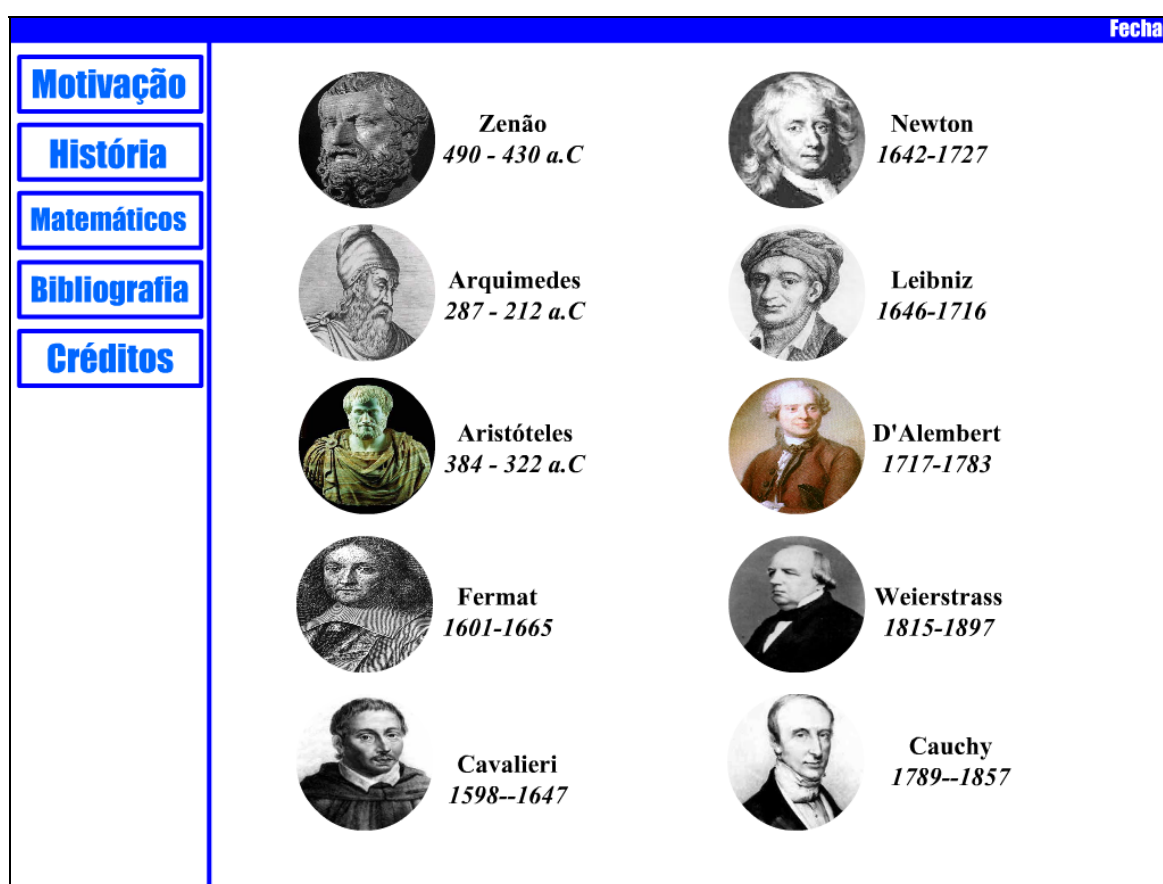 Fecha
Motivação
História
Matemáticos
Bibliografia
Créditos
Zenão
490 - 430 a.C
Arquimedes
287 - 212 a.C
Aristóteles
384 - 322 a.C
Fermat
1601-1665
Cavalieri
1598--1647
Newton
1642-1727
Leibniz
1646-1716
D'Alembert
1717-1783
Weierstrass
1815-1897
Cauchy
1789--1857